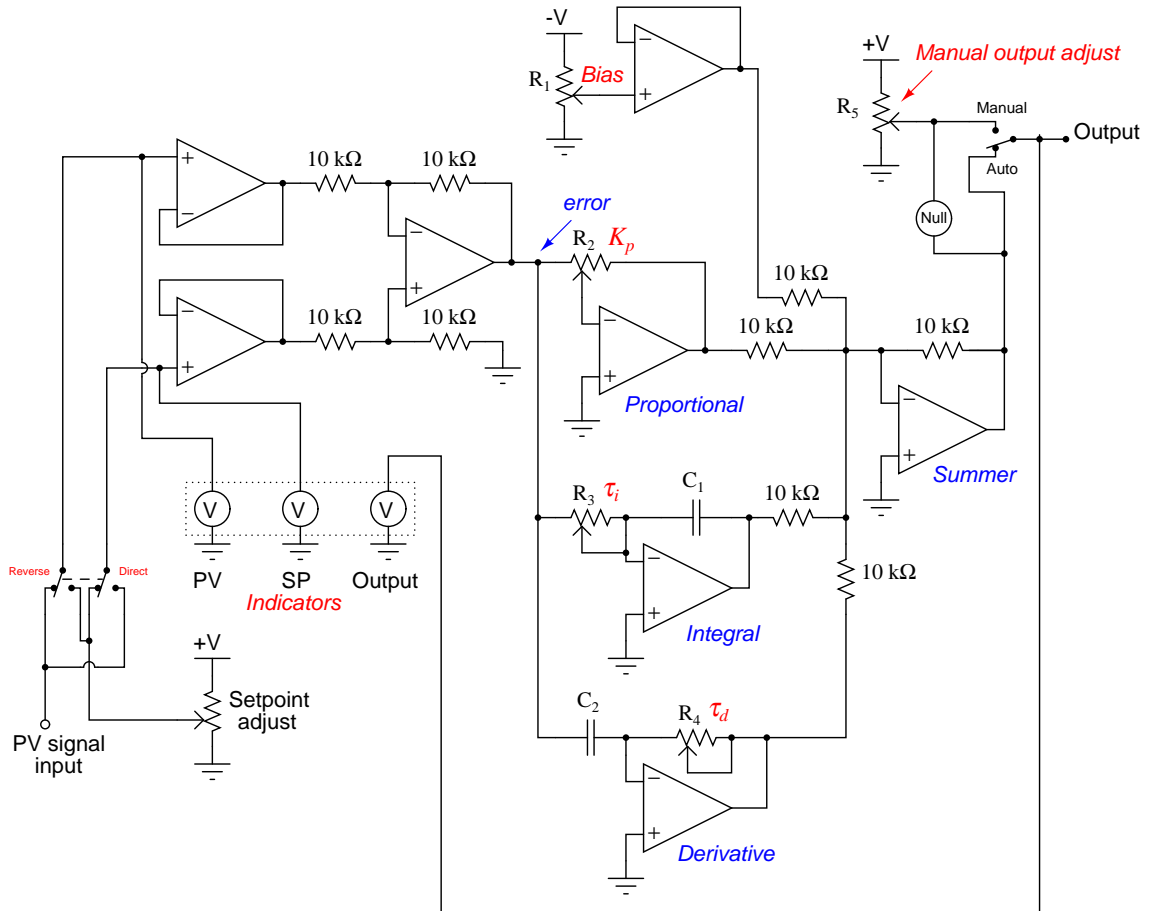 -V
R1
Bias
−
+
+V
Manual output adjust
R5
Manual
Output
Auto
Null
10 kΩ
10 kΩ
+
−
error
R2
Kp
−
+
10 kΩ
10 kΩ
10 kΩ
10 kΩ
10 kΩ
10 kΩ
−
+
−
+
Proportional
−
+
Summer
V
V
V
PV
SP
Output
Indicators
R3
τi
C1
10 kΩ
−
+
Integral
10 kΩ
Reverse
Direct
+V
Setpoint
adjust
PV signal
input
C2
R4
τd
−
+
Derivative